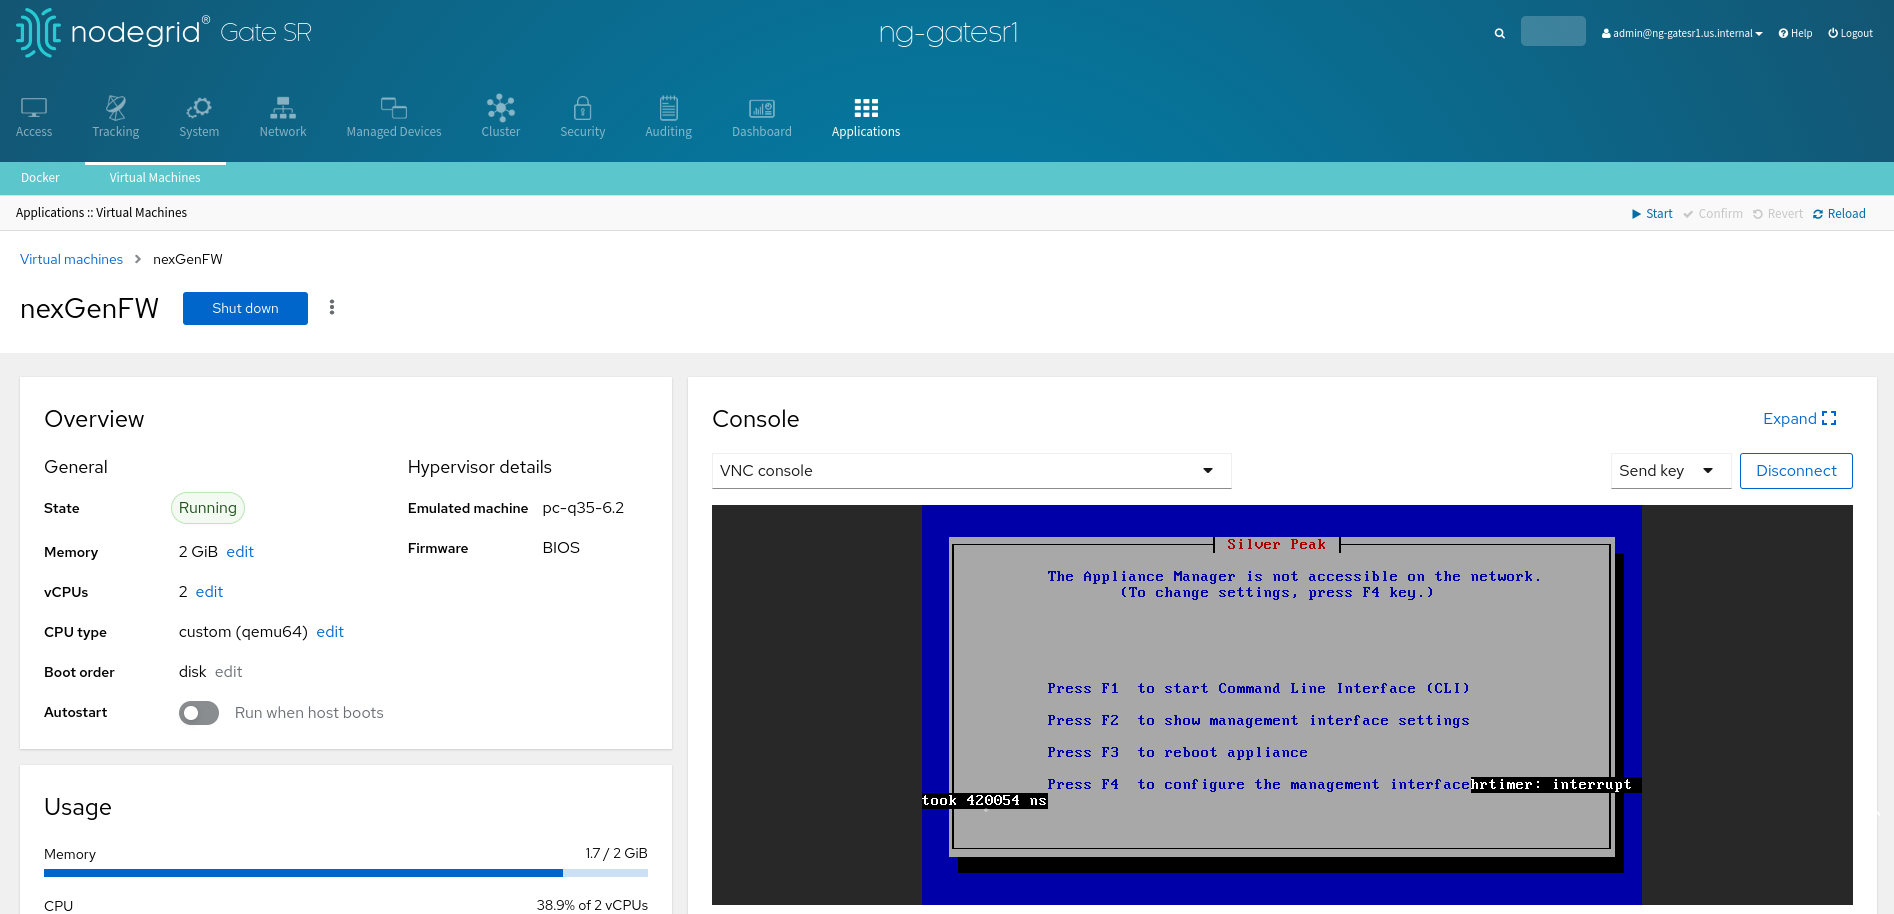 nodegrid® Gate SR
ng-gatesr1
admin@ng-gatesr1.us.internal
Help
Logout
Access
Tracking
System
Network
Managed Devices
Cluster
Security
Auditing
Dashboard
Applications
Docker
Virtual Machines
Applications :: Virtual Machines
Start
Confirm
Revert
Reload
Virtual machines
nexGenFW
nexGenFW
Shut down
Overview
General
State Running
Memory 2 GiB edit
vCPUs 2 edit
CPU type custom (qemu64) edit
Boot order disk edit
Autostart Run when host boots
Hypervisor details
Emulated machine pc-q35-6.2
Firmware BIOS
Usage
Memory 1.7 / 2 GiB
CPU 38.9% of 2 vCPUs
Console
Expand
VNC console
Send key
Disconnect
Silver Peak
The Appliance Manager is not accessible on the network.
(To change settings, press F4 key.)
Press F1 to start Command Line Interface (CLI)
Press F2 to show management interface settings
Press F3 to reboot appliance
Press F4 to configure the management interfacehrtimer: interrupt
took 420054 ns